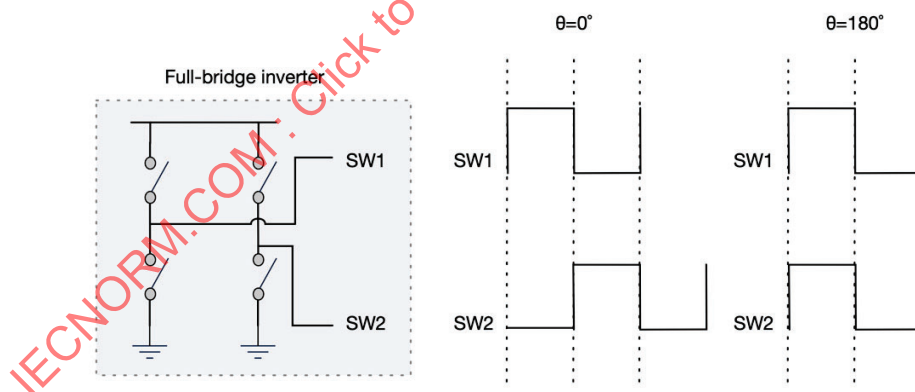 θ=0°
θ=180°
Full-bridge inverter
SW1
SW2
SW1
SW2
SW1
SW2
IECNORM.COM: Click to